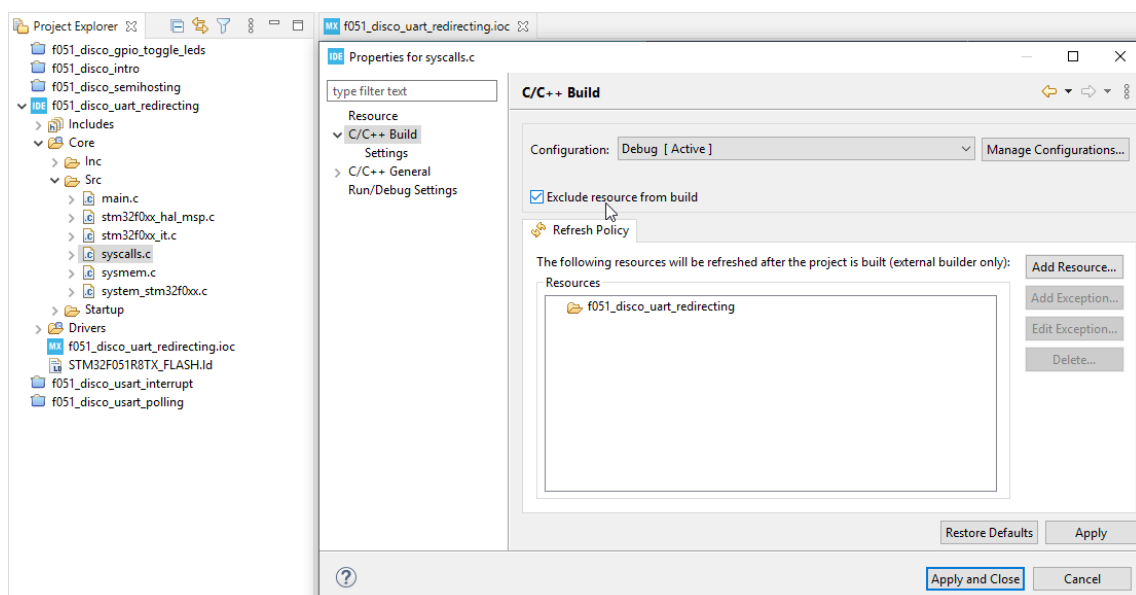 Project Explorer
f051_disco_gpio_toggle_leds
f051_disco_intro
f051_disco_semihosting
IDE f051_disco_uart_redirecting
Includes
Core
Inc
Src
.c main.c
.c stm32f0xx_hal_msp.c
.c stm32f0xx_it.c
.c syscalls.c
.c sysmem.c
.c system_stm32f0xx.c
Startup
Drivers
MX f051_disco_uart_redirecting.ioc
STM32F051R8TX_FLASH.ld
f051_disco_usart_interrupt
f051_disco_usart_polling
MX f051_disco_uart_redirecting.ioc
IDE Properties for syscalls.c
type filter text
Resource
C/C++ Build
Settings
C/C++ General
Run/Debug Settings
C/C++ Build
Configuration: Debug [ Active ] Manage Configurations...
Exclude resource from build
Refresh Policy
The following resources will be refreshed after the project is built (external builder only):
Resources
f051_disco_uart_redirecting
Add Resource...
Add Exception...
Edit Exception...
Delete...
Restore Defaults Apply
? Apply and Close Cancel